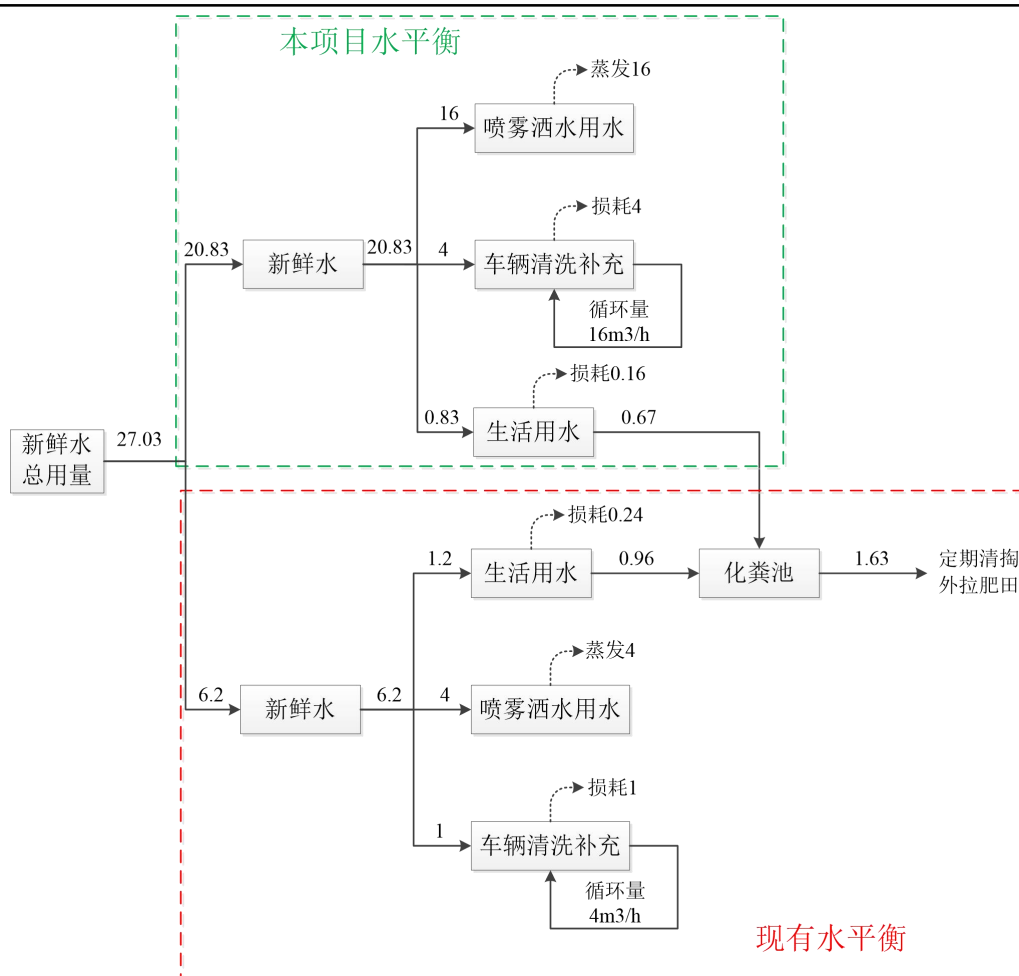 本项目水平衡
蒸发16
16
喷雾洒水用水
损耗4
20.83
新鲜水
20.83
4
车辆清洗补充
循环量
16m3/h
损耗0.16
0.83
生活用水
0.67
新鲜水
总用量
27.03
损耗0.24
1.2
生活用水
0.96
化粪池
1.63
定期清掏
外拉肥田
蒸发4
6.2
新鲜水
6.2
4
喷雾洒水用水
损耗1
1
车辆清洗补充
循环量
4m3/h
现有水平衡